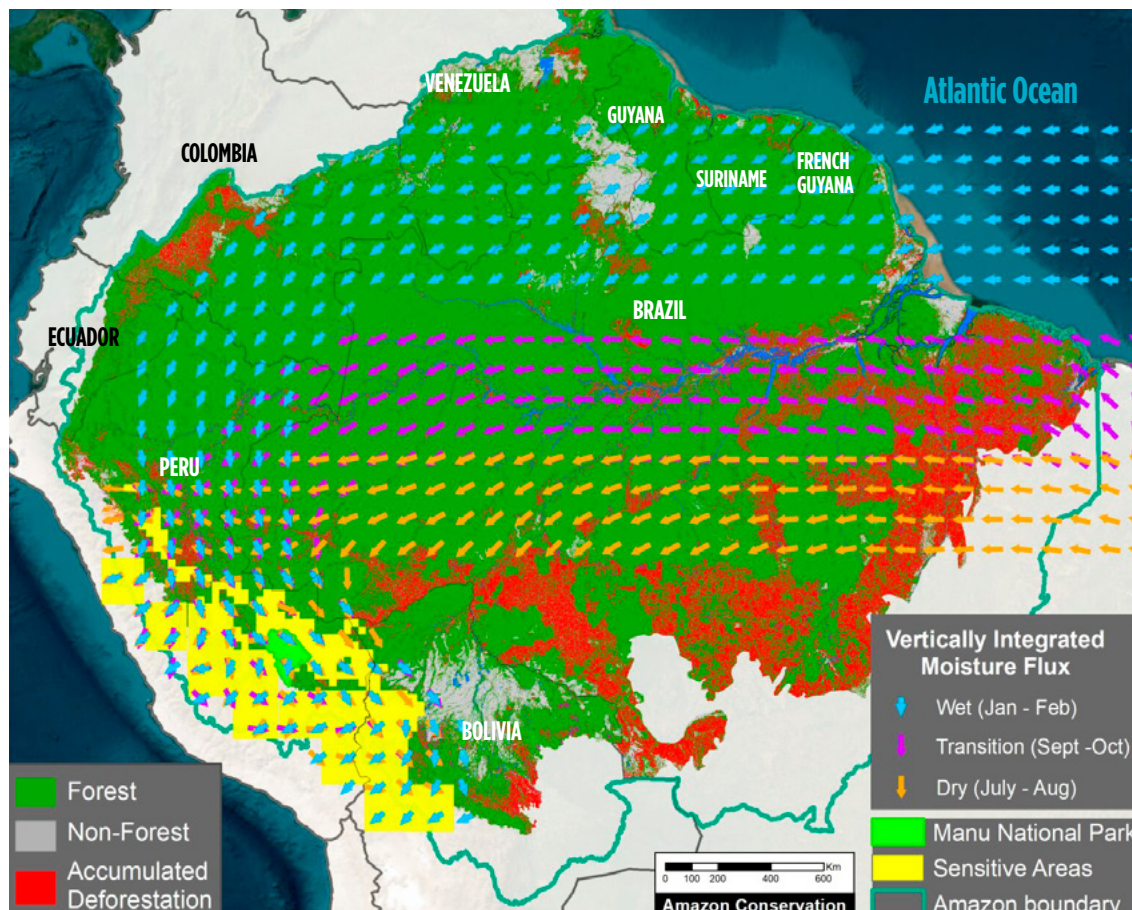 VENEZUELA
GUYANA
Atlantic Ocean
COLOMBIA
SURINAME
FRENCH
GUYANA
BRAZIL
ECUADOR
PERU
BOLIVIA
Vertically Integrated
Moisture Flux
Wet (Jan - Feb)
Transition (Sept -Oct)
Dry (July - Aug)
Manu National Park
Sensitive Areas
Amazon boundary
Forest
Non-Forest
Accumulated
Deforestation
Km
0 100 200 400 600
Amazon Conservation